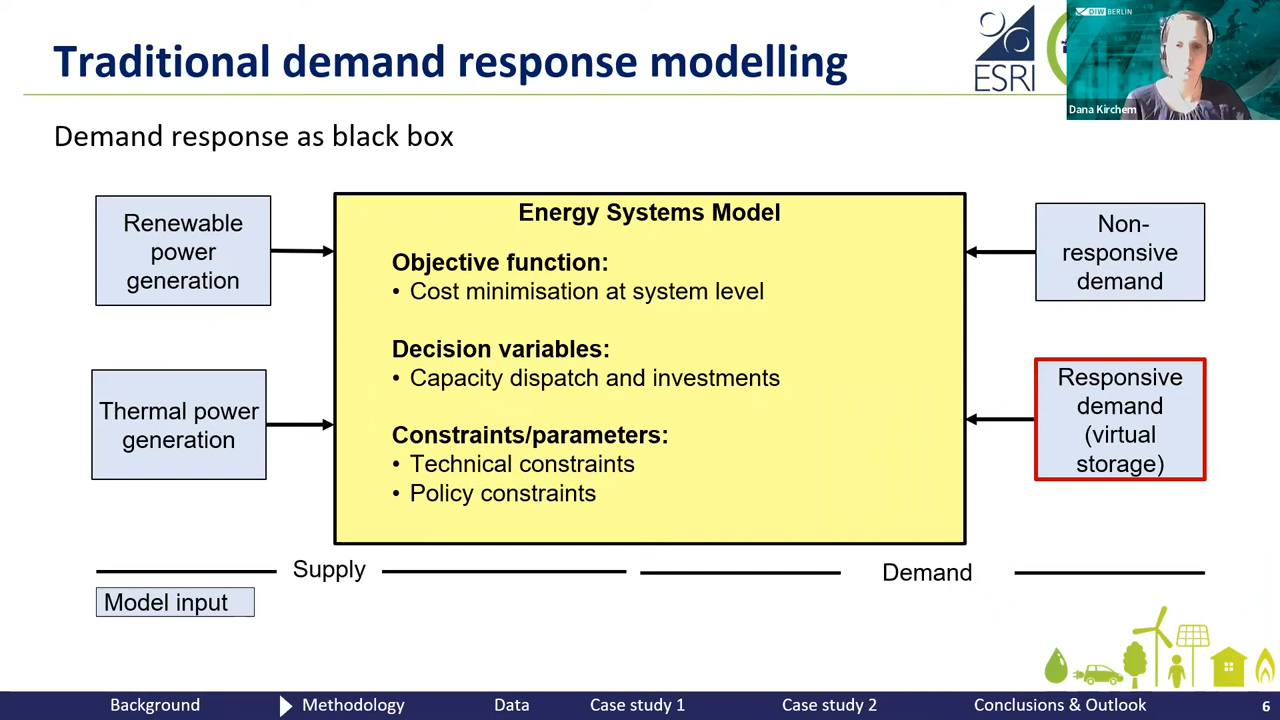 Traditional demand response modelling
ESRI
DIW BERLIN
Dana Kirchem
Demand response as black box
Renewable
power
generation
Thermal power
generation
Energy Systems Model
Objective function:
• Cost minimisation at system level
Decision variables:
• Capacity dispatch and investments
Constraints/parameters:
• Technical constraints
• Policy constraints
Non-
responsive
demand
Responsive
demand
(virtual
storage)
Supply
Demand
Model input
Background
Methodology
Data
Case study 1
Case study 2
Conclusions & Outlook
6